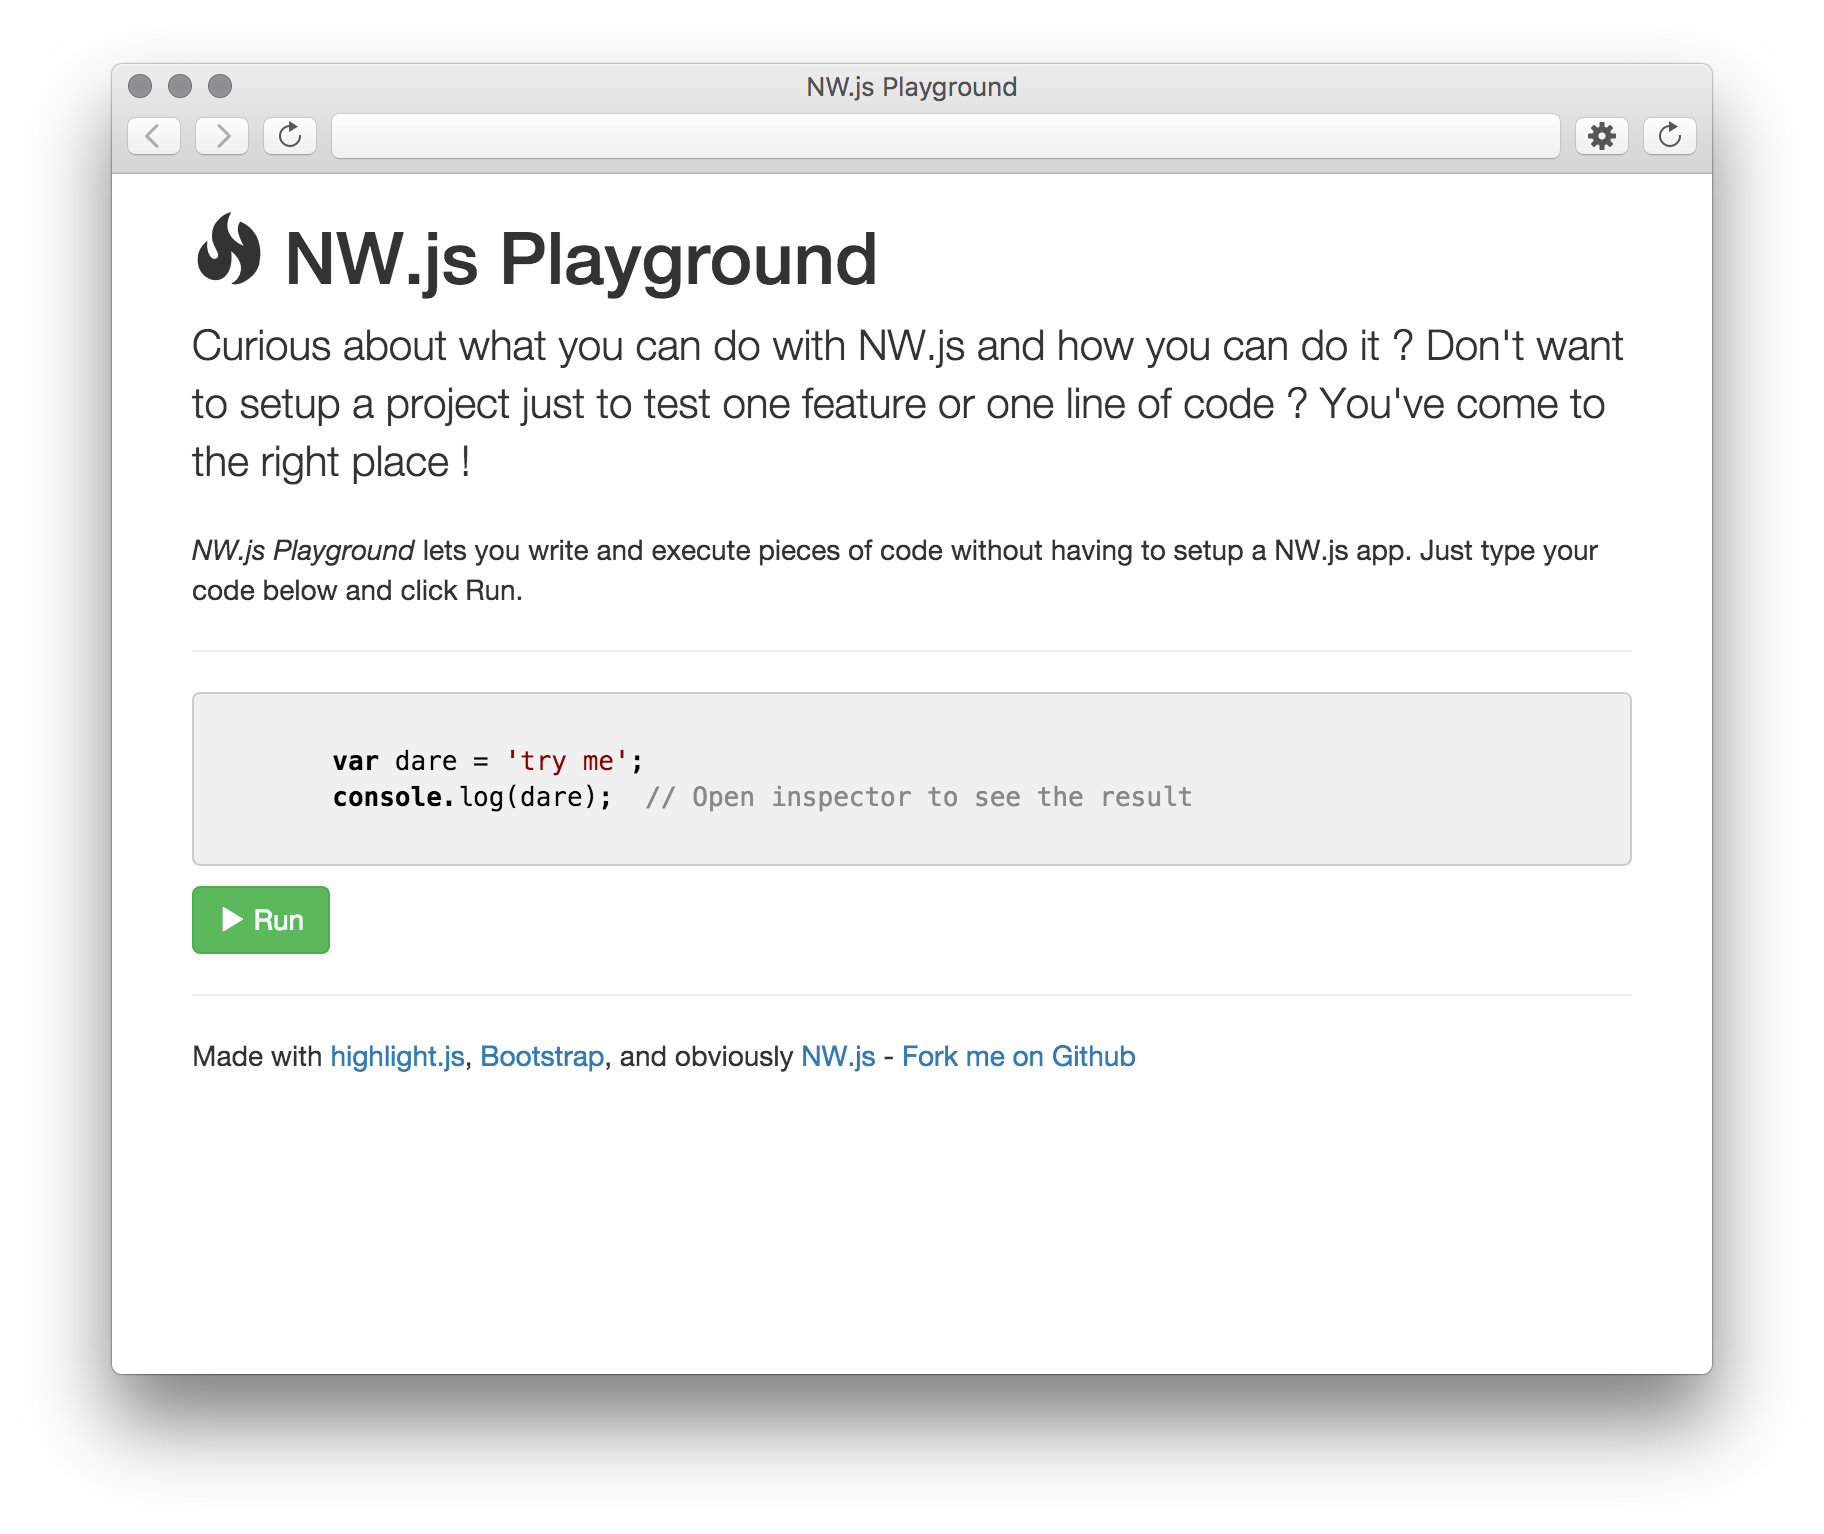 NW.js Playground
NW.js Playground
Curious about what you can do with NW.js and how you can do it ? Don't want
to setup a project just to test one feature or one line of code ? You've come to
the right place !
NW.js Playground lets you write and execute pieces of code without having to setup a NW.js app. Just type your
code below and click Run.
var dare = 'try me';
console.log(dare);  // Open inspector to see the result
Run
Made with highlight.js, Bootstrap, and obviously NW.js - Fork me on Github